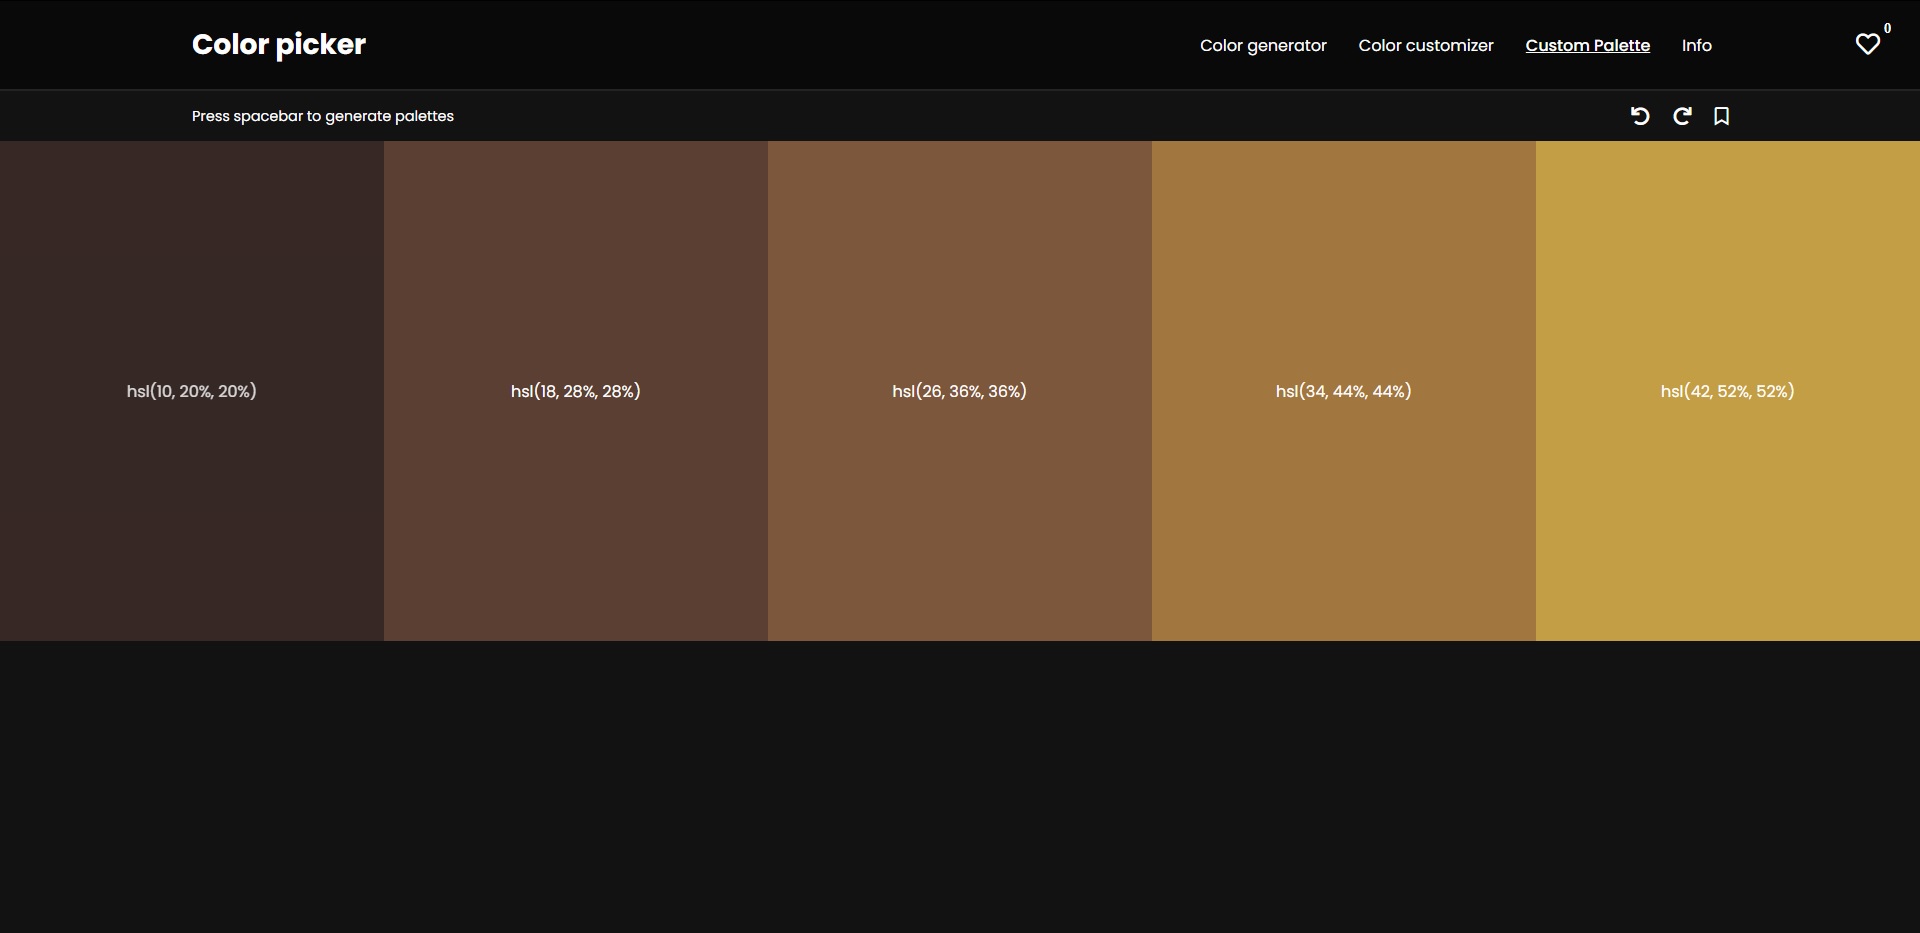 Color picker
Color generator
Color customizer
Custom Palette
Info
0
Press spacebar to generate palettes
hsl(10, 20%, 20%)
hsl(18, 28%, 28%)
hsl(26, 36%, 36%)
hsl(34, 44%, 44%)
hsl(42, 52%, 52%)